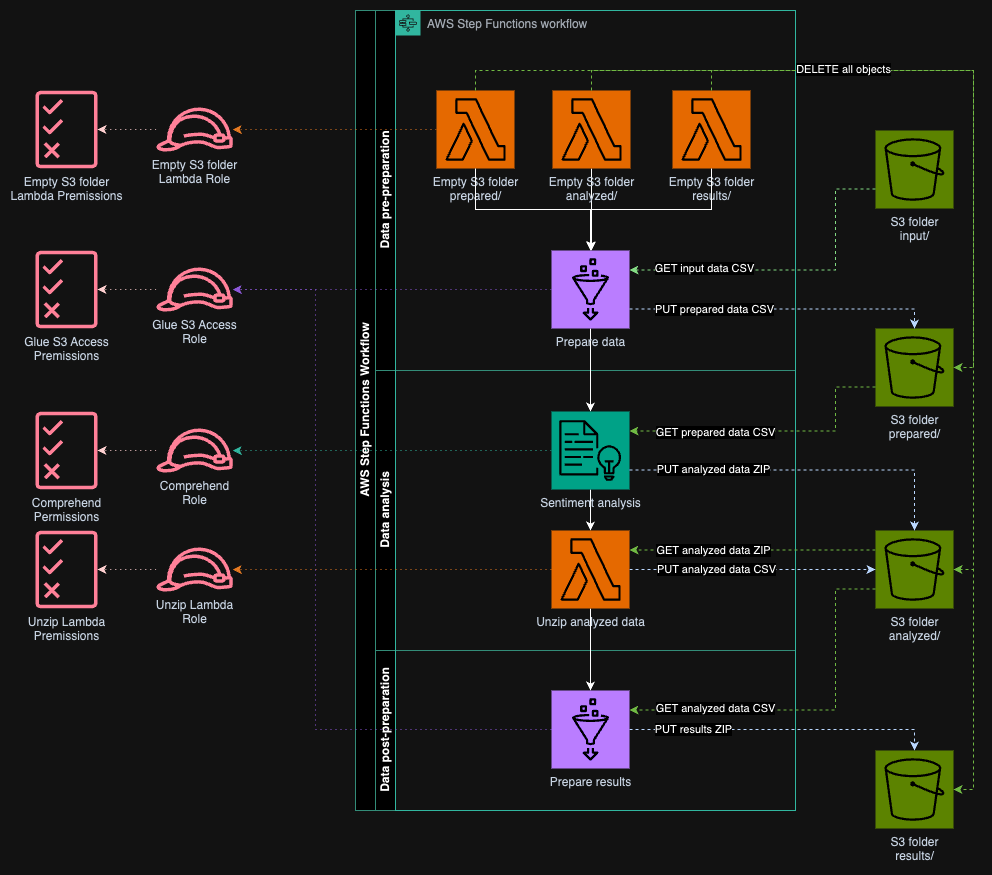 AWS Step Functions workflow
DELETE all objects
Empty S3 folder
Lambda Premissions
Empty S3 folder
Lambda Role
Empty S3 folder
prepared/
Empty S3 folder
analyzed/
Empty S3 folder
results/
S3 folder
input/
Data pre-preparation
GET input data CSV
PUT prepared data CSV
Glue S3 Access
Premissions
Glue S3 Access
Role
Prepare data
AWS Step Functions Workflow
S3 folder
prepared/
GET prepared data CSV
PUT analyzed data ZIP
Comprehend
Permissions
Comprehend
Role
Sentiment analysis
Data analysis
GET analyzed data ZIP
PUT analyzed data CSV
Unzip Lambda
Premissions
Unzip Lambda
Role
Unzip analyzed data
S3 folder
analyzed/
Data post-preparation
GET analyzed data CSV
PUT results ZIP
Prepare results
S3 folder
results/